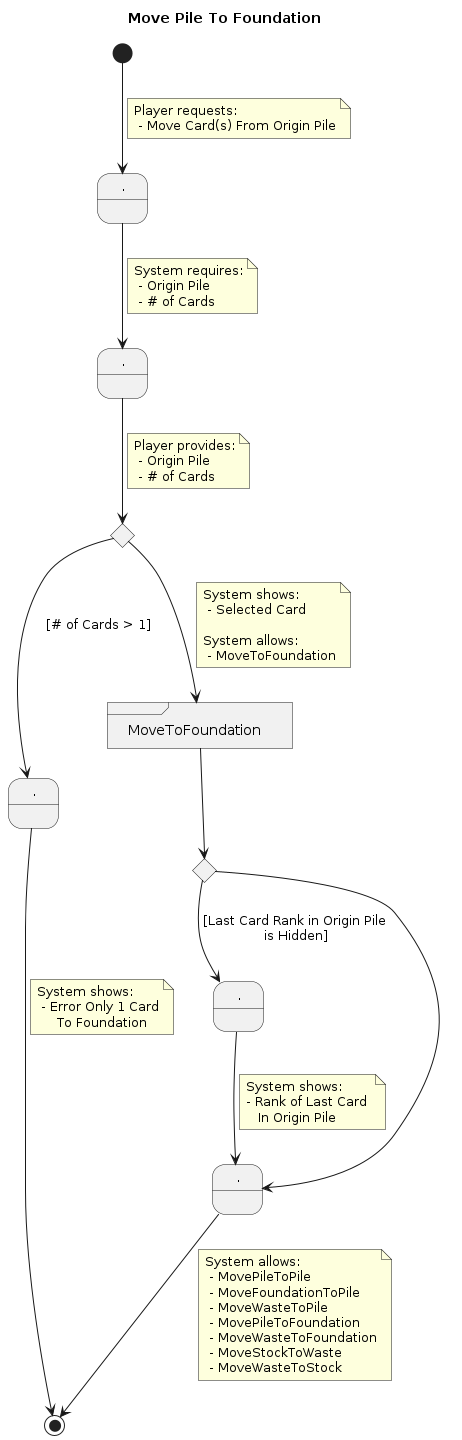 Move Pile To Foundation
Player requests:
- Move Card(s) From Origin Pile
.
System requires:
- Origin Pile
- # of Cards
.
Player provides:
- Origin Pile
- # of Cards
[# of Cards > 1]
System shows:
- Selected Card
System allows:
- MoveToFoundation
MoveToFoundation
.
[Last Card Rank in Origin Pile
is Hidden]
.
System shows:
- Error Only 1 Card
To Foundation
System shows:
- Rank of Last Card
In Origin Pile
.
System allows:
- MovePileToPile
- MoveFoundationToPile
- MoveWasteToPile
- MovePileToFoundation
- MoveWasteToFoundation
- MoveStockToWaste
- MoveWasteToStock